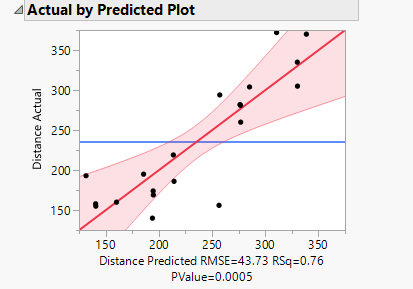 Actual by Predicted Plot
350
300
250
200
150
Distance Actual
150 200 250 300 350
Distance Predicted RMSE=43.73 RSq=0.76
PValue=0.0005